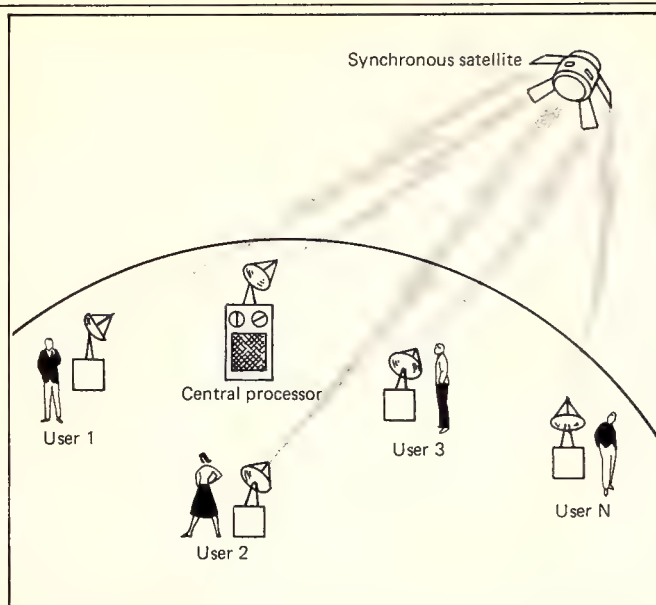 Synchronous satellite
Central processor
User 1
User 3
User N
User 2